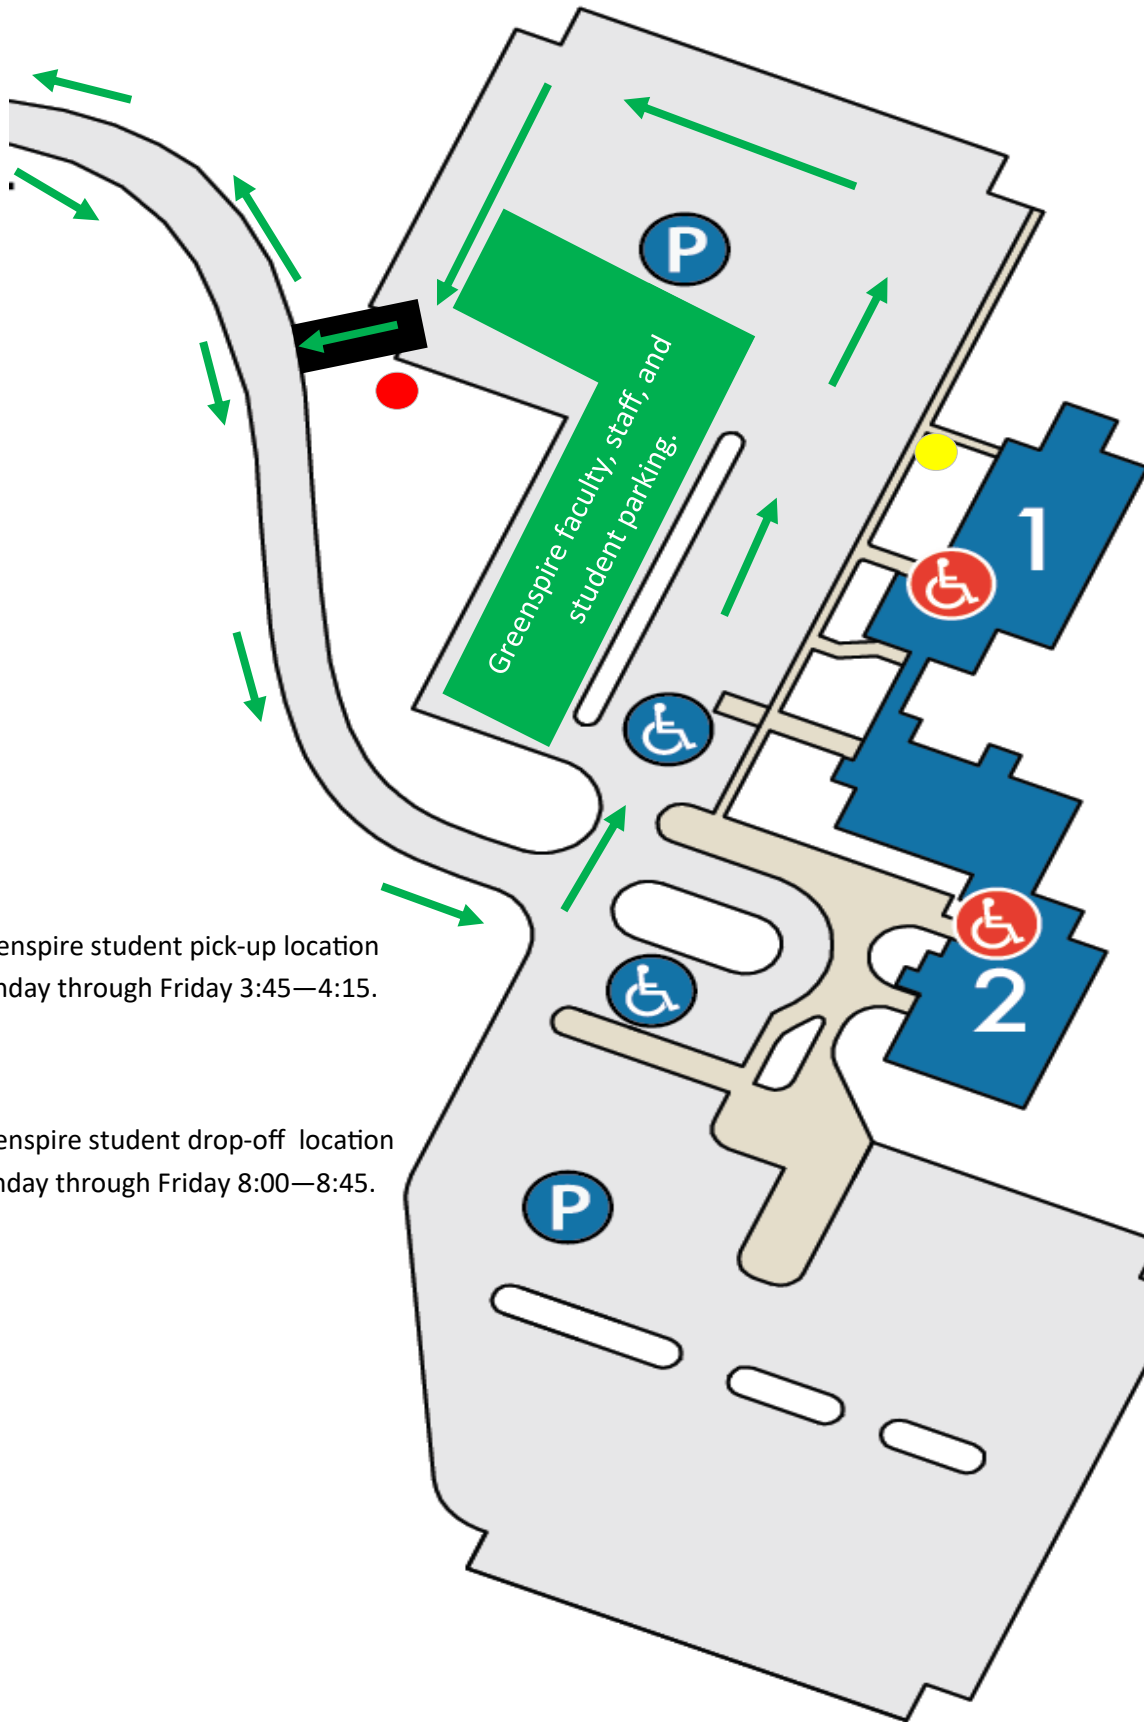 P
Greenspire faculty, staff, and
student parking.
1
enspire student pick-up location
nday through Friday 3:45—4:15.
2
enspire student drop-off location
nday through Friday 8:00—8:45.
P